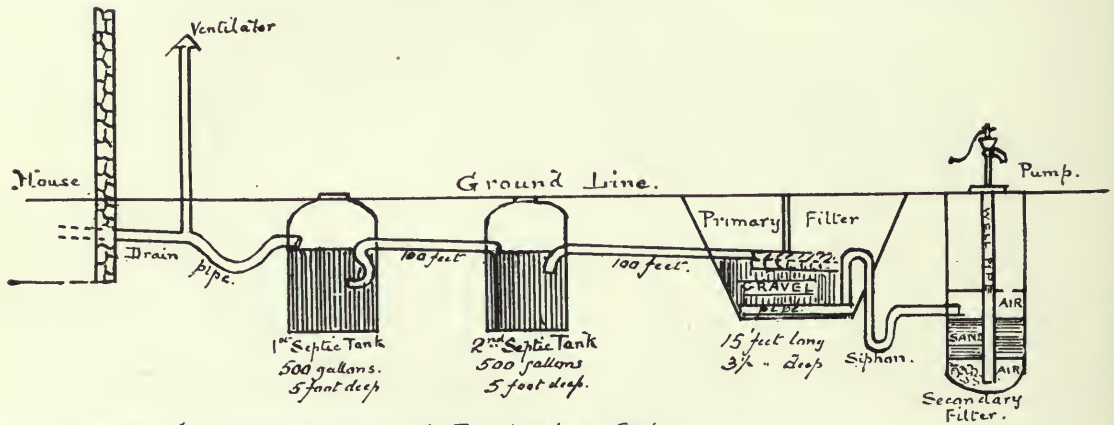 Ventilator
House
Ground Line.
Pump.
Primary Filter
WELL PIPE
Drain
pipe.
100 feet
100 feet.
GRAVEL
pipe.
AIR
SAND
AIR
1st Septic Tank
500 gallons.
5 foot deep
2nd Septic Tank
500 gallons
5 foot deep.
15 feet long
deep
Siphon.
Secondary
Filter.